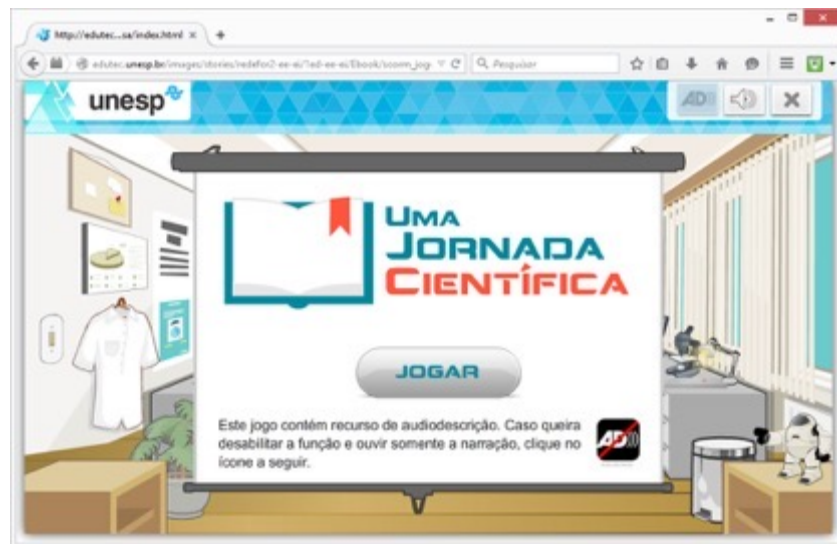 http://edutec...sa/index.html
edutec.unesp.br/images/stories/redefor2-ee-ei/1ed-ee-ei/Ebook/scorm_jog
Pesquisar
unesp
AD
UMA
JORNADA
CIENTÍFICA
JOGAR
Este jogo contém recurso de audiodescrição. Caso queira
desabilitar a função e ouvir somente a narração, clique no
ícone a seguir.
AD